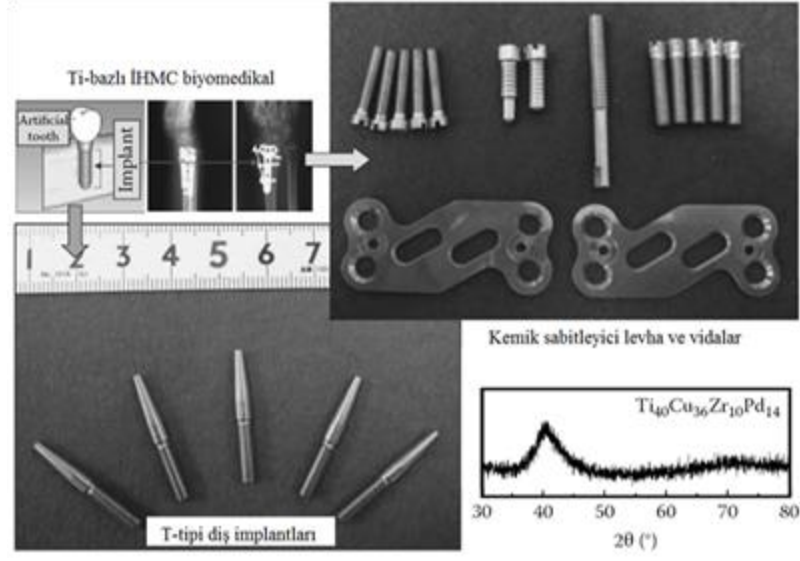 Ti-bazlı İHMC biyomedikal
Artificial
tooth
Implant
1 2 3 4 5 6 7
Kemik sabitleyici levha ve vidalar
T-tipi diş implantları
Ti40Cu36Zr10Pd14
30 40 50 60 70 80
2θ (°)